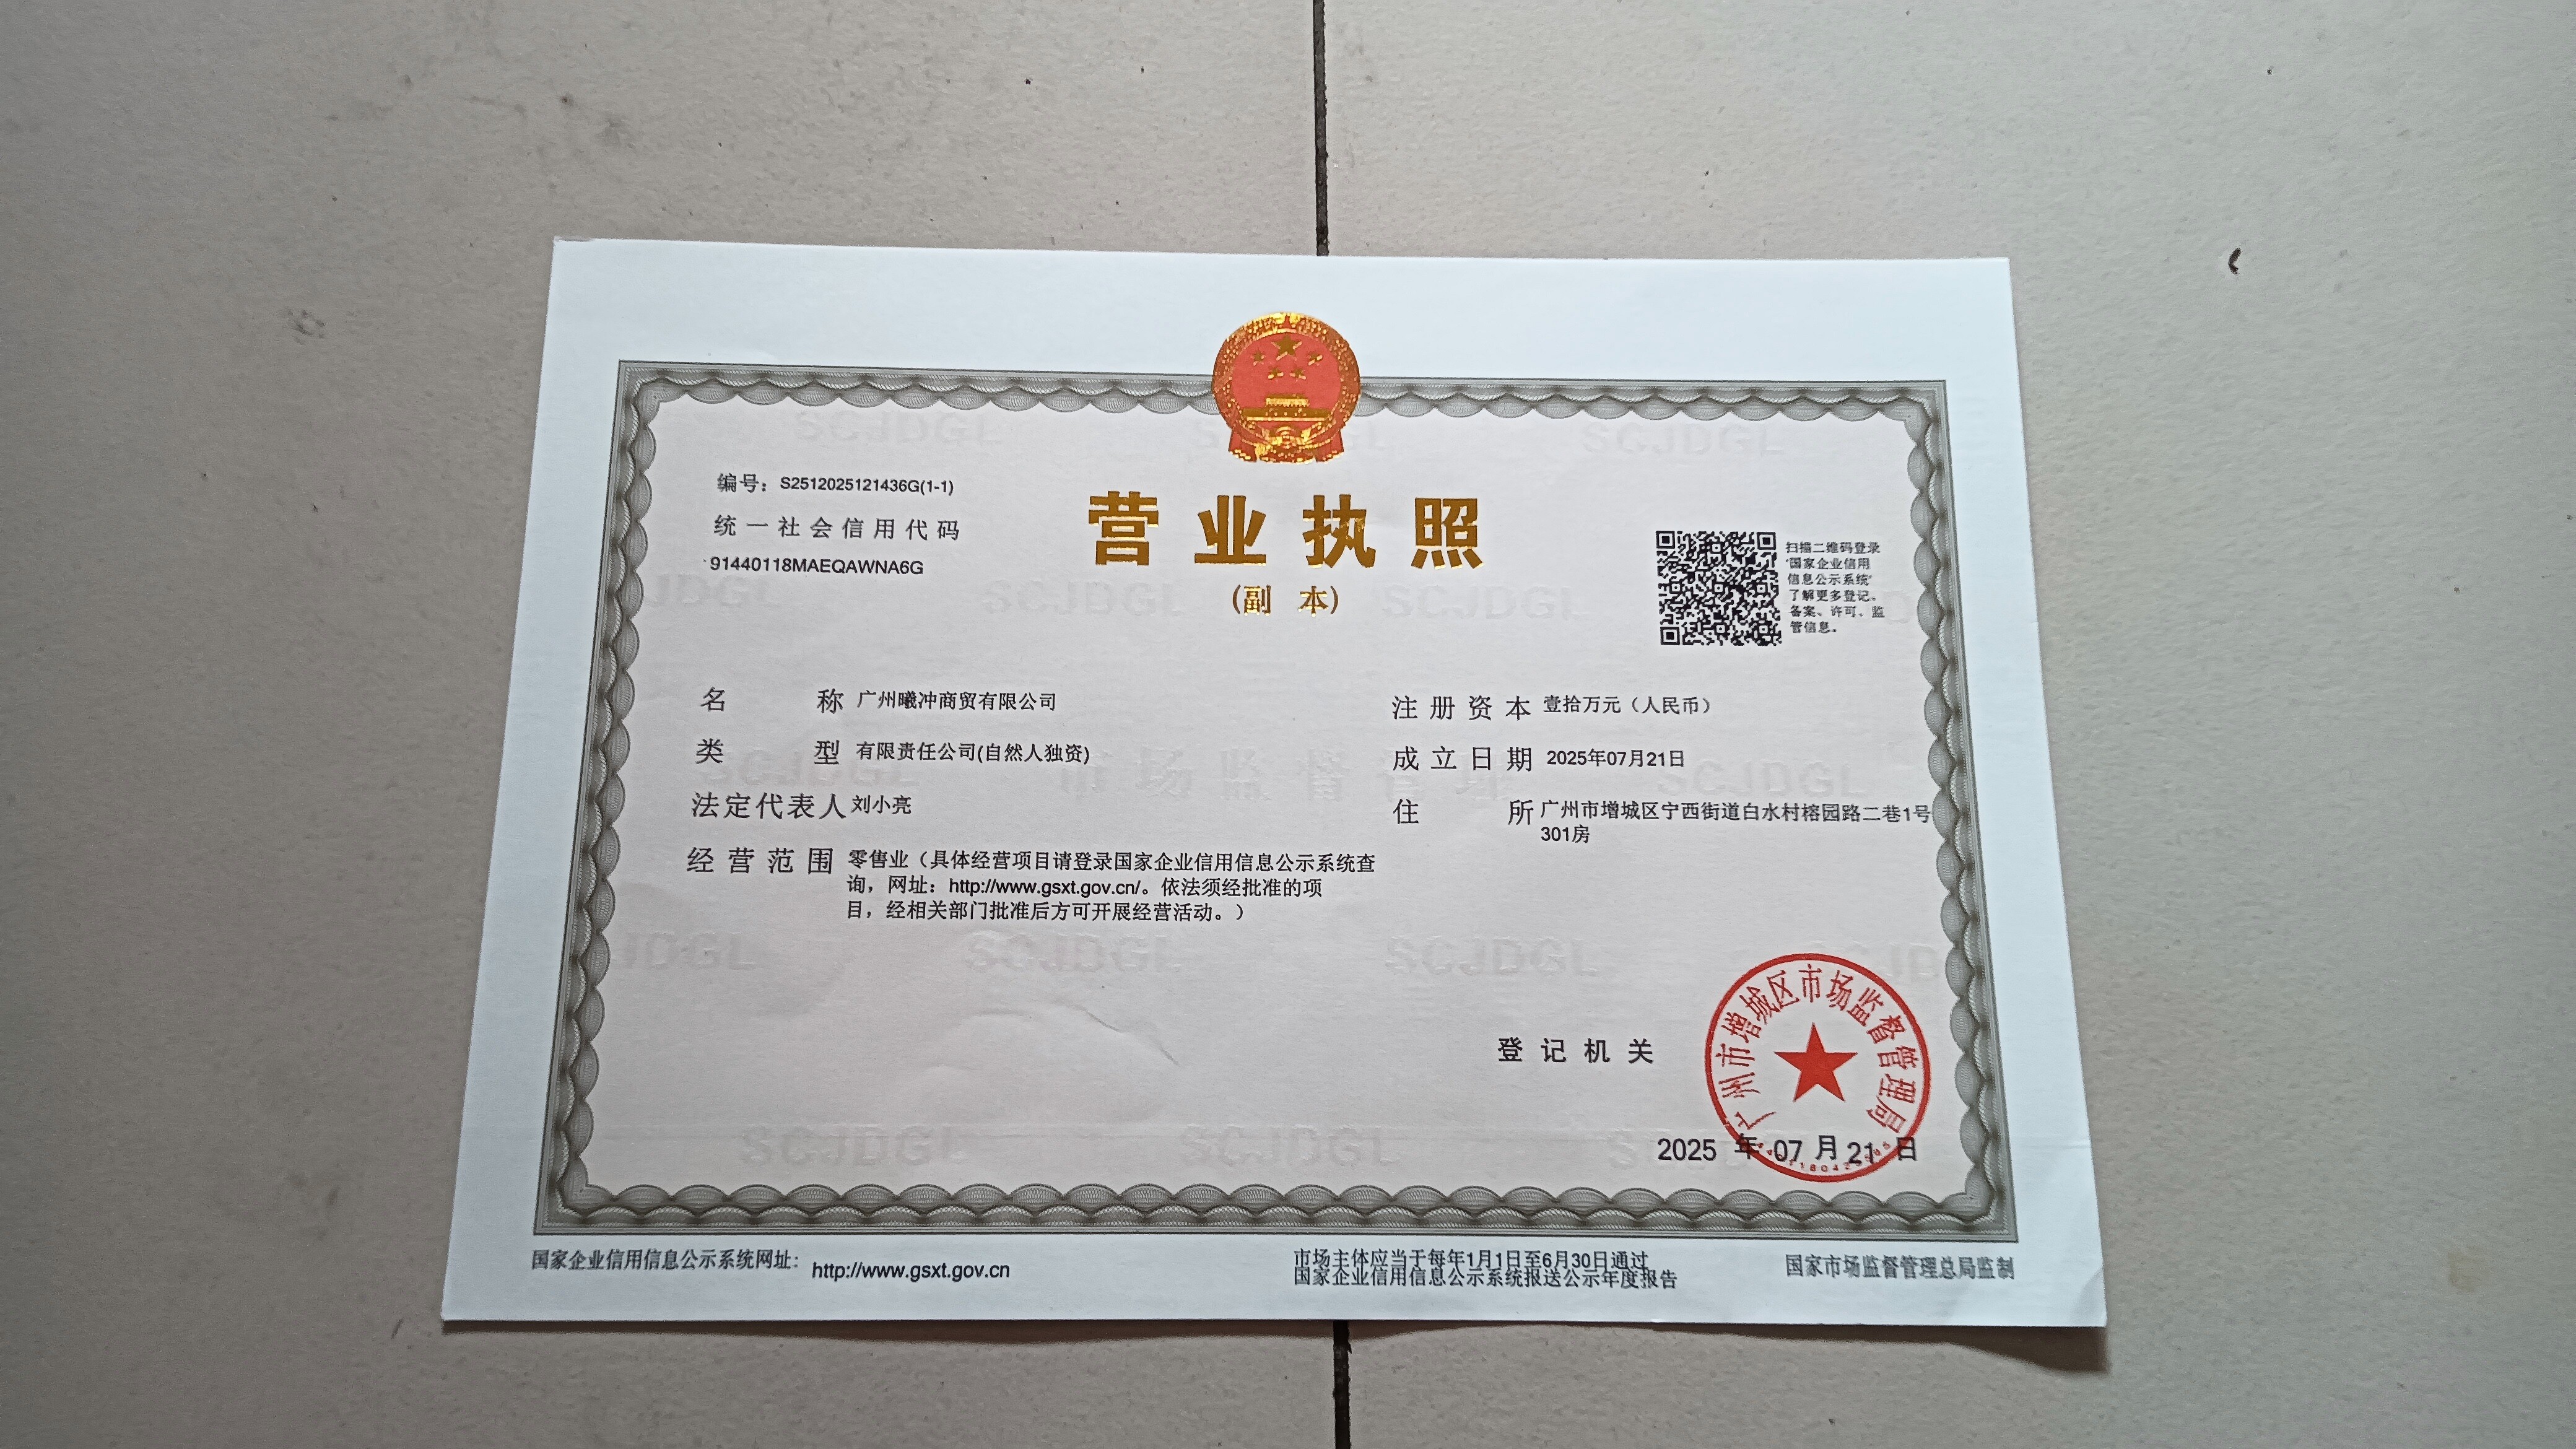 编号：S2512025121436G(1-1)
统一社会信用代码
91440118MAEQAWNA6G
营业执照
（副 本）
扫描二维码登录
“国家企业信用
信息公示系统”
了解更多登记、
备案、许可、监
管信息。
名 称 广州曦冲商贸有限公司
类 型 有限责任公司(自然人独资)
法定代表人 刘小亮
经营范围 零售业（具体经营项目请登录国家企业信用信息公示系统查
询，网址：http://www.gsxt.gov.cn/。依法须经批准的项
目，经相关部门批准后方可开展经营活动。）
注册资本 壹拾万元（人民币）
成立日期 2025年07月21日
住 所 广州市增城区宁西街道白水村榕园路二巷1号
301房
登记机关
广州市增城区市场监督管理局
2025 年 07 月 21 日
国家企业信用信息公示系统网址：http://www.gsxt.gov.cn
市场主体应当于每年1月1日至6月30日通过
国家企业信用信息公示系统报送公示年度报告
国家市场监督管理总局监制
SCJDGL
市场监督管理